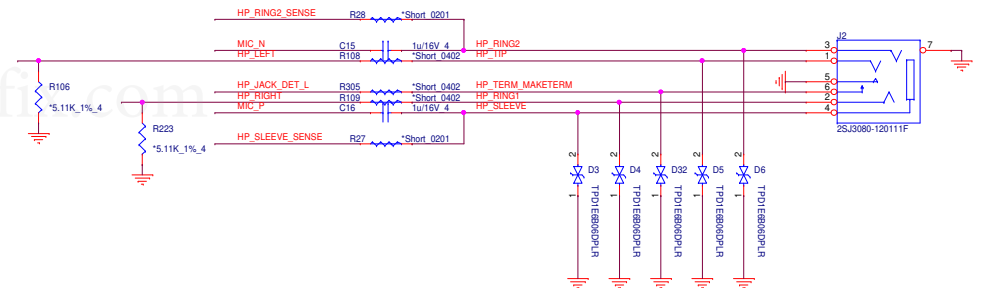 HP_RING2_SENSE R28 *Short_0201
J2
MIC_N C15 1u/16V_4 HP_RING2 3 7
HP_LEFT R108 *Short_0402 HP_TIP 1
R106
*5.11K_1%_4
5
HP_JACK_DET_L R305 *Short_0402 HP_TERM_MAKETERM 6
HP_RIGHT R109 *Short_0402 HP_RING1 2
MIC_P C16 1u/16V_4 HP_SLEEVE 4
R223
*5.11K_1%_4
2SJ3080-120111F
HP_SLEEVE_SENSE R27 *Short_0201
2 2 2 2 2
D3 D4 D32 D5 D6
1 1 1 1 1
TPD1E6B06DPLR TPD1E6B06DPLR TPD1E6B06DPLR TPD1E6B06DPLR TPD1E6B06DPLR